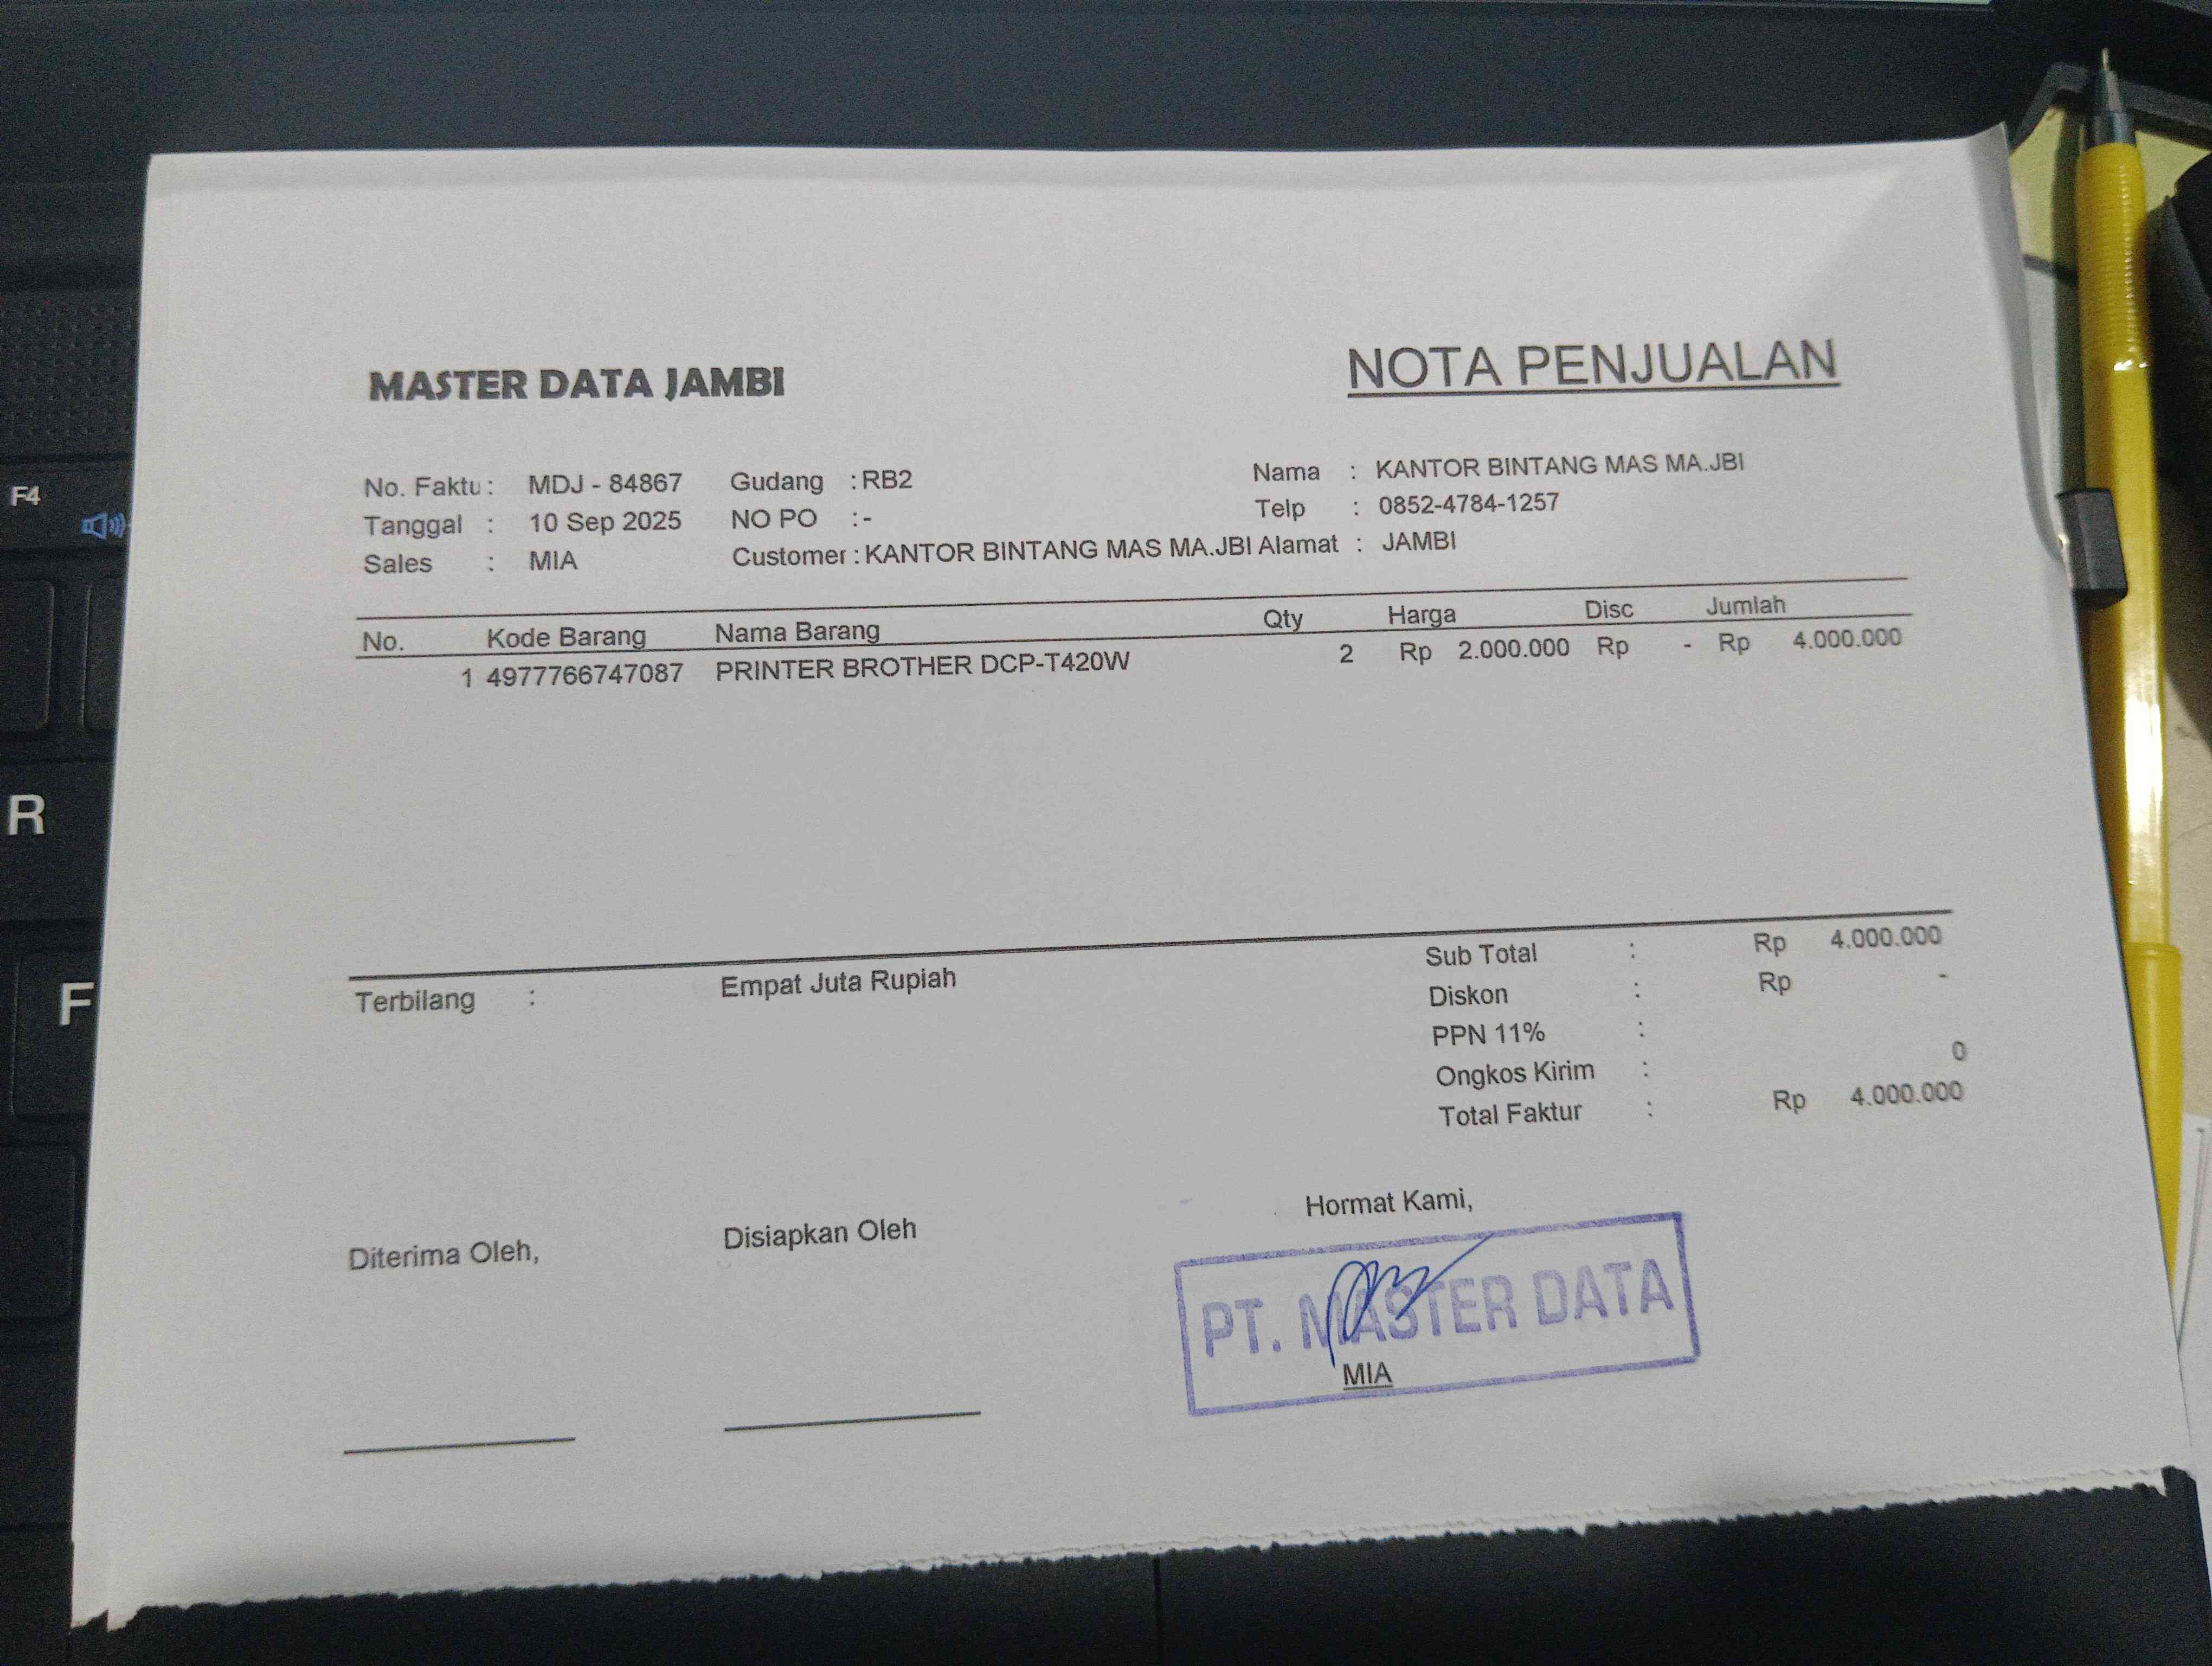 MASTER DATA JAMBI
NOTA PENJUALAN
No. Faktu : MDJ - 84867 Gudang : RB2 Nama : KANTOR BINTANG MAS MA.JBI
Tanggal : 10 Sep 2025 NO PO : - Telp : 0852-4784-1257
Sales : MIA Customer : KANTOR BINTANG MAS MA.JBI Alamat : JAMBI
No. Kode Barang Nama Barang Qty Harga Disc Jumlah
1 4977766747087 PRINTER BROTHER DCP-T420W 2 Rp 2.000.000 Rp - Rp 4.000.000
Terbilang : Empat Juta Rupiah Sub Total : Rp 4.000.000
Diskon : Rp -
PPN 11% :
Ongkos Kirim : 0
Total Faktur : Rp 4.000.000
Diterima Oleh, Disiapkan Oleh Hormat Kami,
PT. MASTER DATA
MIA
F4
R
F